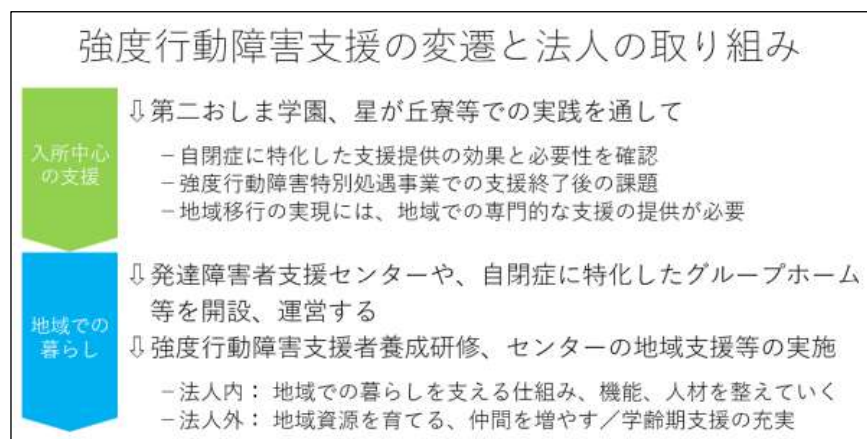 強度行動障害支援の変遷と法人の取り組み
入所中心
の支援
⇩第二おしま学園、星が丘寮等での実践を通して
－自閉症に特化した支援提供の効果と必要性を確認
－強度行動障害特別処遇事業での支援終了後の課題
－地域移行の実現には、地域での専門的な支援の提供が必要
地域での
暮らし
⇩発達障害者支援センターや、自閉症に特化したグループホーム
等を開設、運営する
⇩強度行動障害支援者養成研修、センターの地域支援等の実施
－法人内： 地域での暮らしを支える仕組み、機能、人材を整えていく
－法人外： 地域資源を育てる、仲間を増やす／学齢期支援の充実